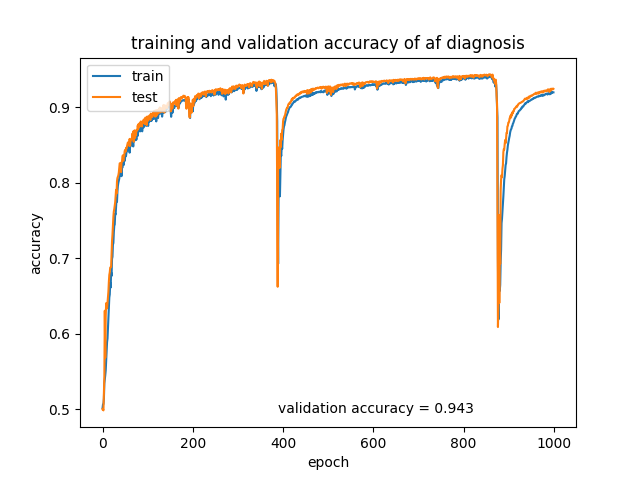 training and validation accuracy of af diagnosis
train
test
0.9
0.8
0.7
0.6
0.5
accuracy
validation accuracy = 0.943
0 200 400 600 800 1000
epoch